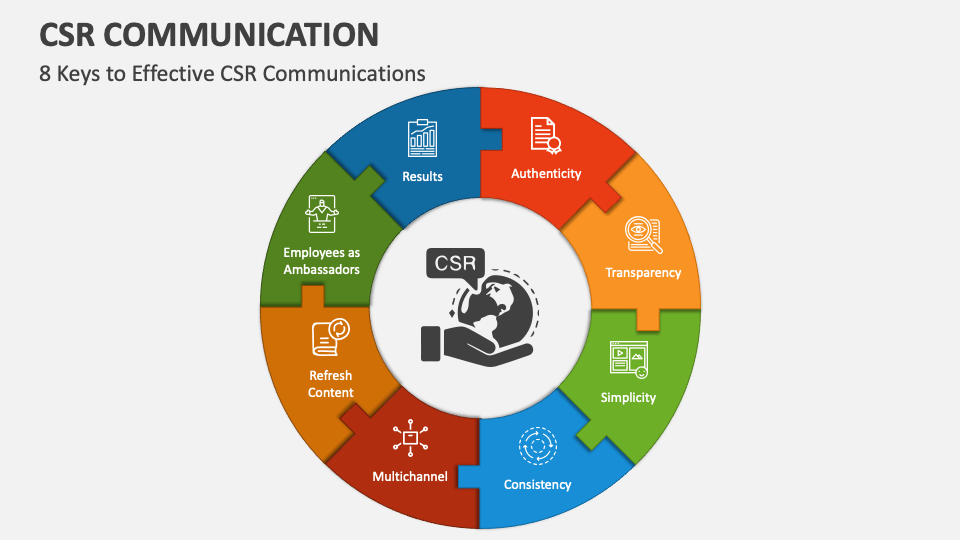 CSR COMMUNICATION
8 Keys to Effective CSR Communications
Results
Authenticity
Employees as
Ambassadors
Transparency
CSR
Refresh
Content
Simplicity
Multichannel
Consistency